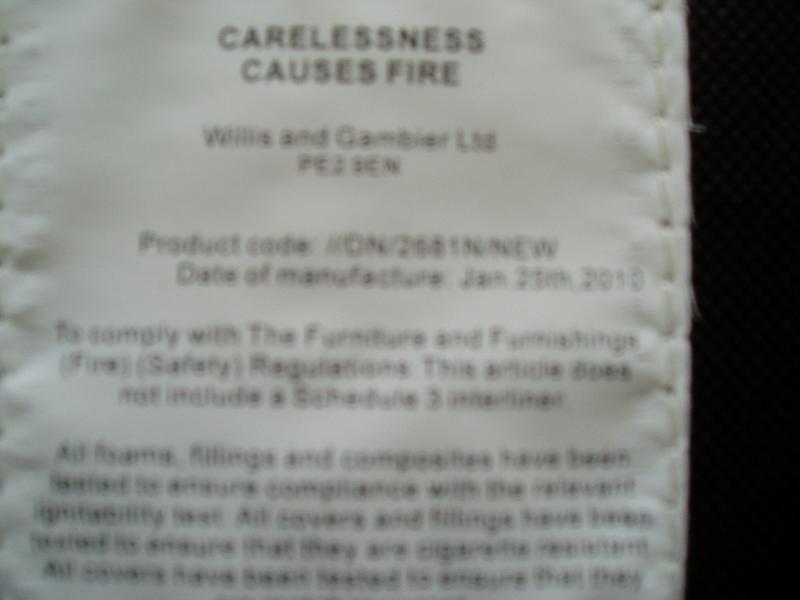 CARELESSNESS
CAUSES FIRE
Willis and Gambier Ltd
PE2 9EN
Product code: //DN/2681N/NEW
Date of manufacture: Jan.25th,2010
To comply with The Furniture and Furnishings
(Fire) (Safety) Regulations. This article does
not include a Schedule 3 interliner.
All foams, fillings and composites have been
tested to ensure compliance with the relevant
ignitability test. All covers and fillings have been
tested to ensure that they are cigarette resistant.
All covers have been tested to ensure that they